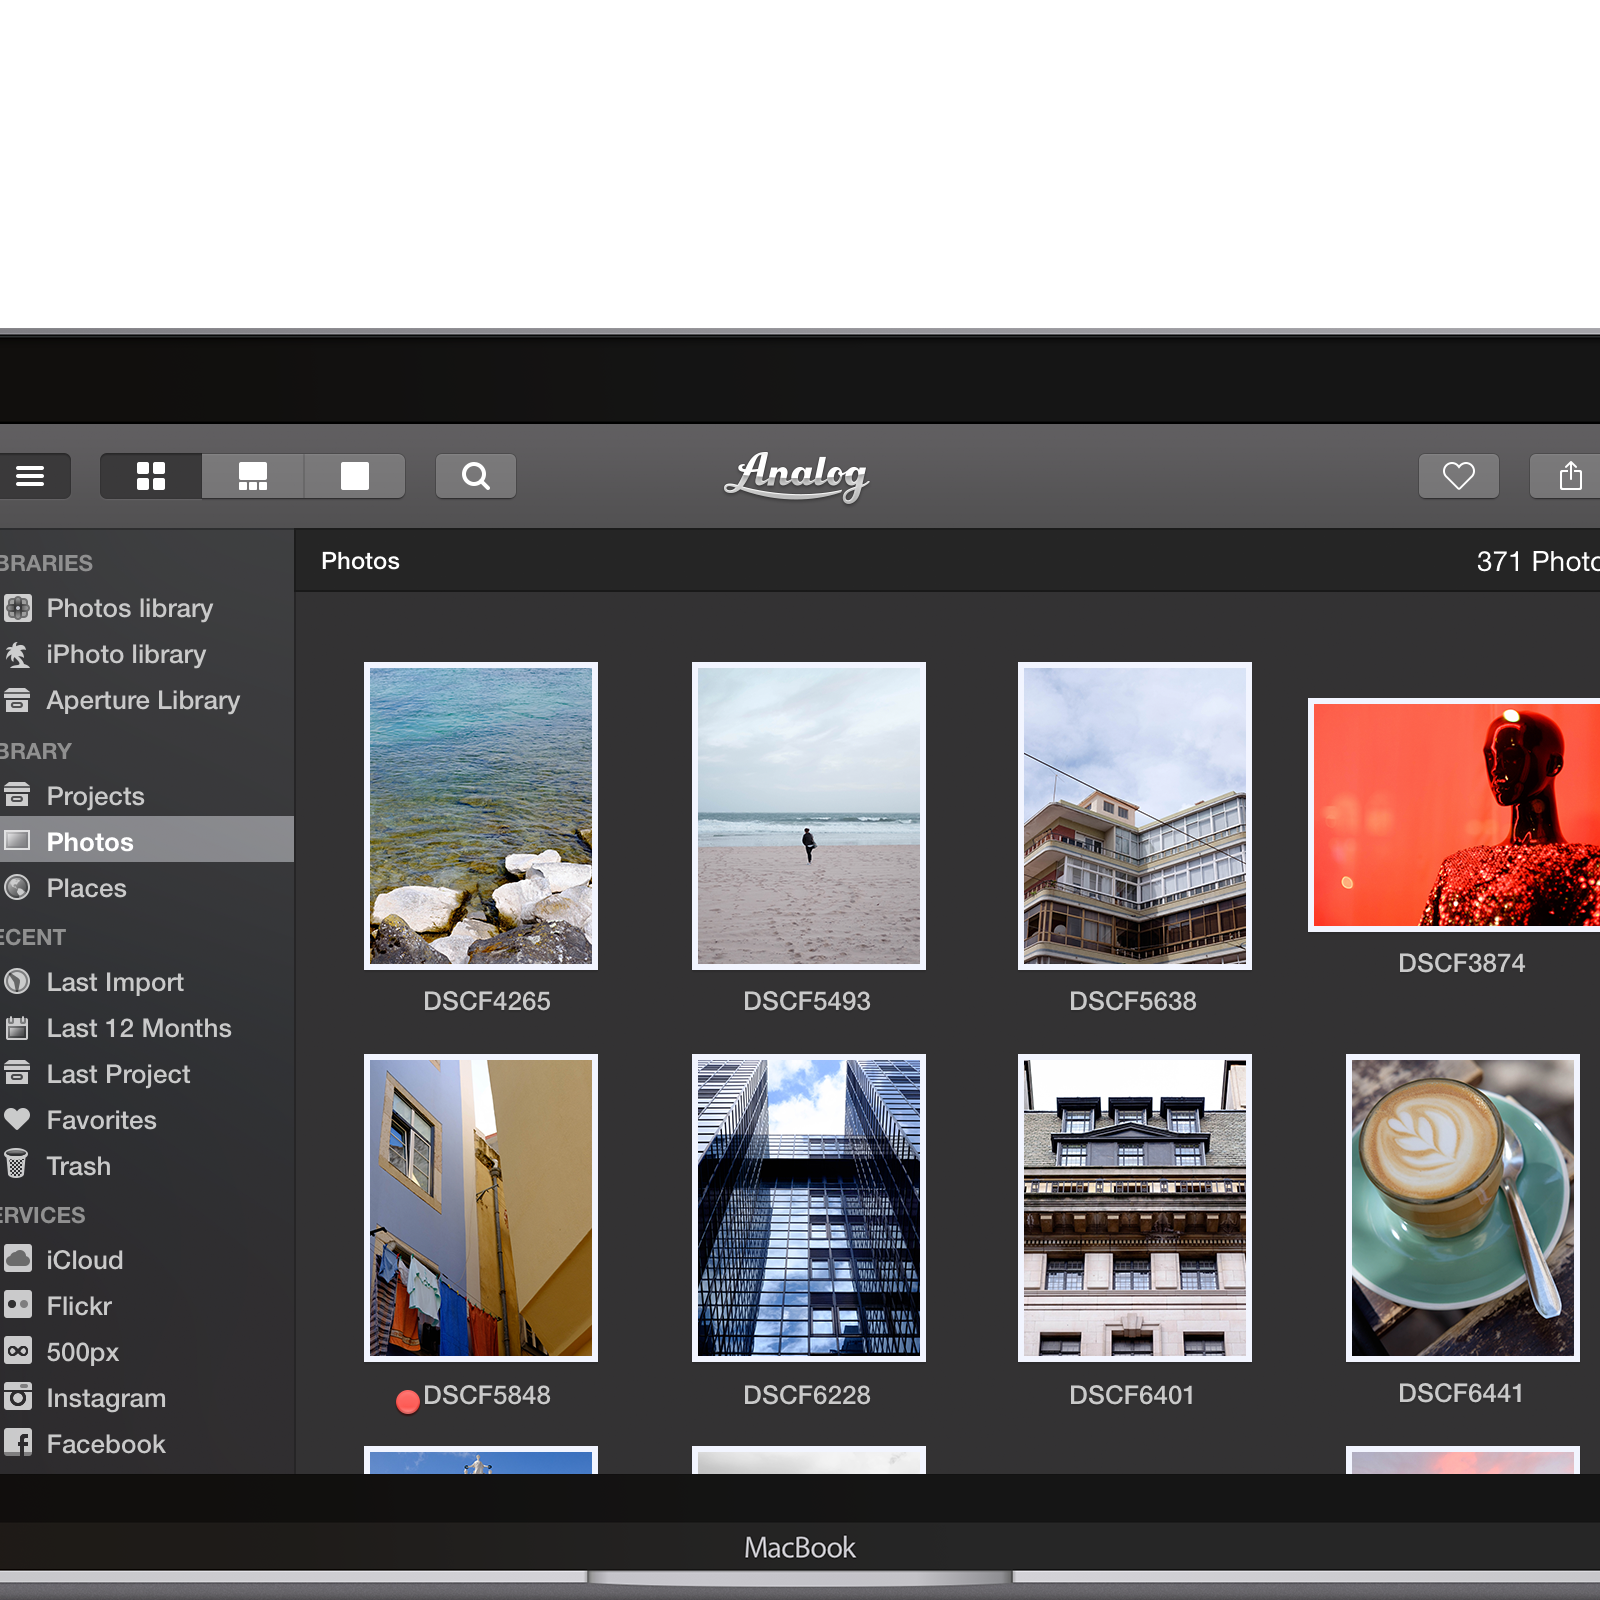 Analog
BRARIES
Photos
371 Photo
Photos library
iPhoto library
Aperture Library
BRARY
Projects
Photos
Places
ECENT
Last Import
DSCF3874
DSCF4265
DSCF5493
DSCF5638
Last 12 Months
Last Project
Favorites
Trash
ERVICES
iCloud
Flickr
500px
Instagram
DSCF5848
DSCF6228
DSCF6401
DSCF6441
Facebook
MacBook